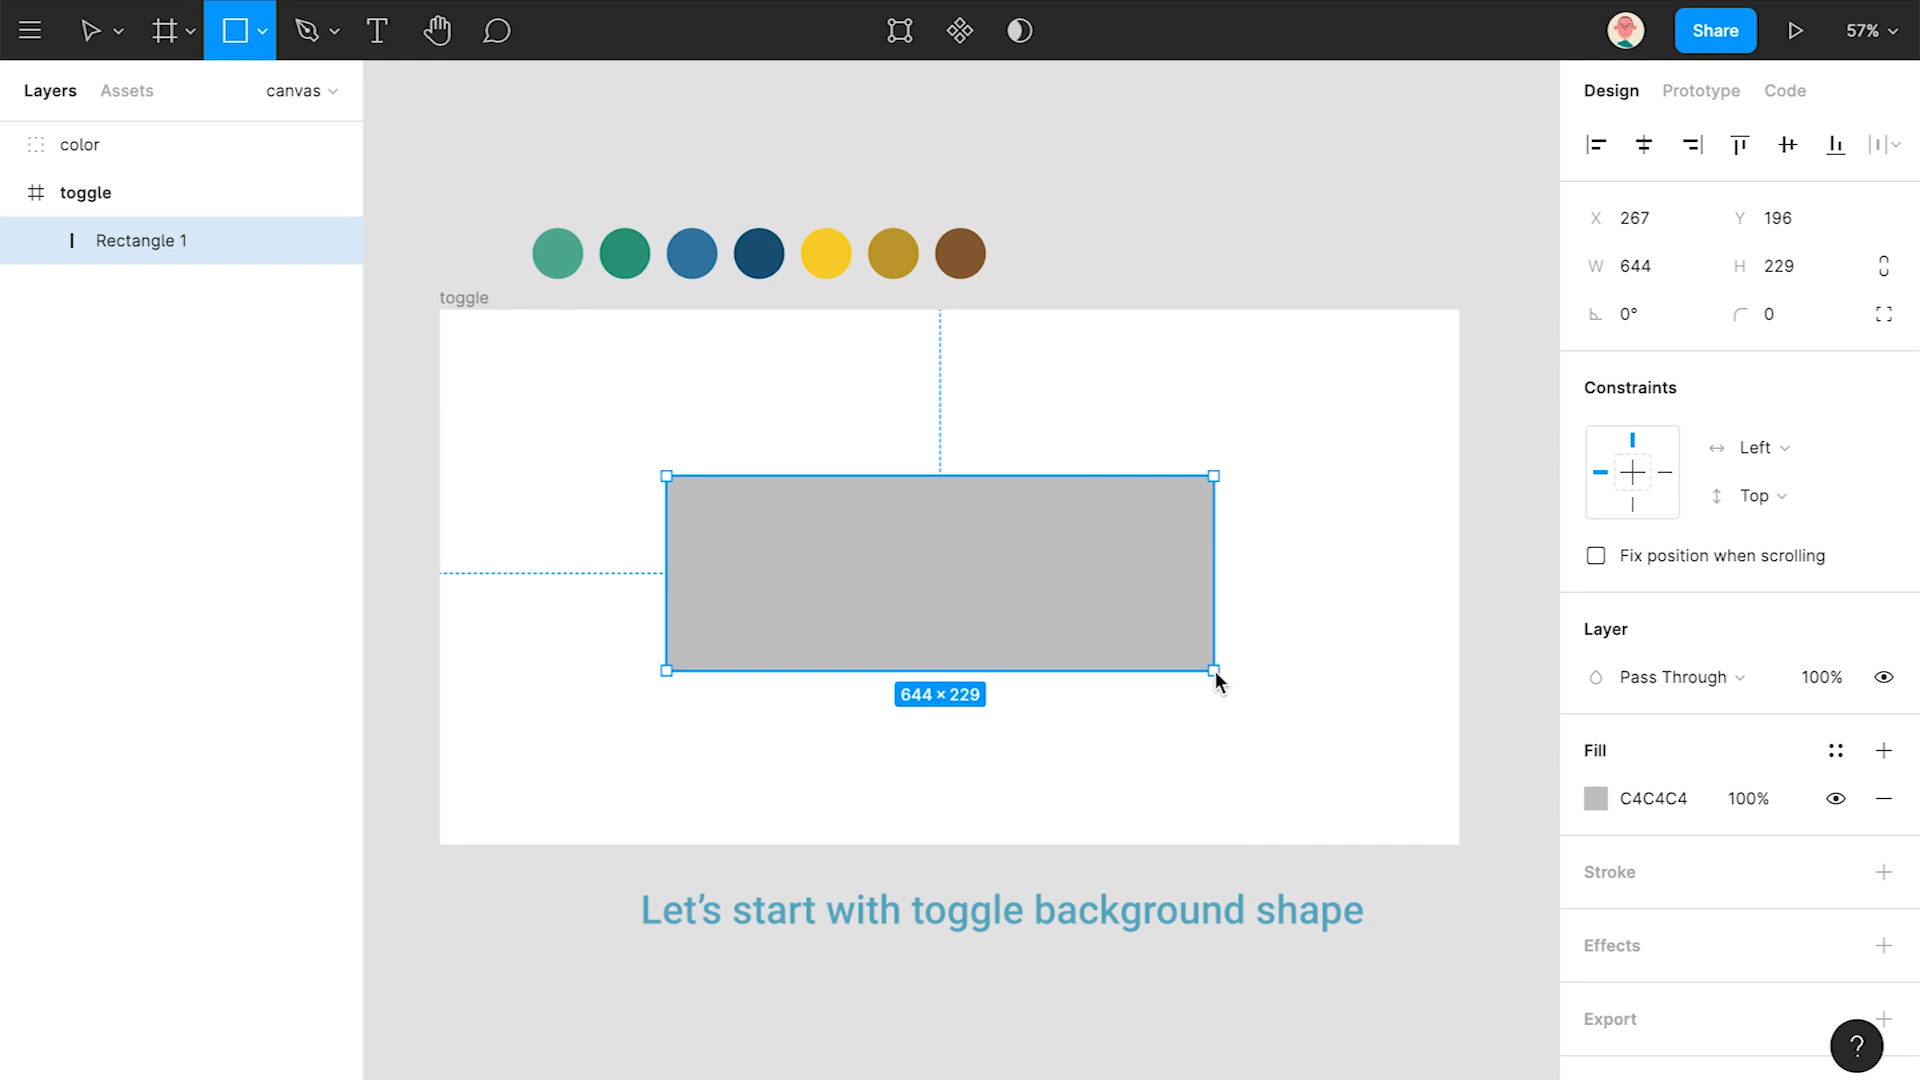 Share
57%
Layers
Assets
canvas
color
toggle
Rectangle 1
toggle
644 × 229
Let’s start with toggle background shape
Design
Prototype
Code
X 267
Y 196
W 644
H 229
0°
0
Constraints
Left
Top
Fix position when scrolling
Layer
Pass Through
100%
Fill
C4C4C4
100%
Stroke
Effects
Export
?